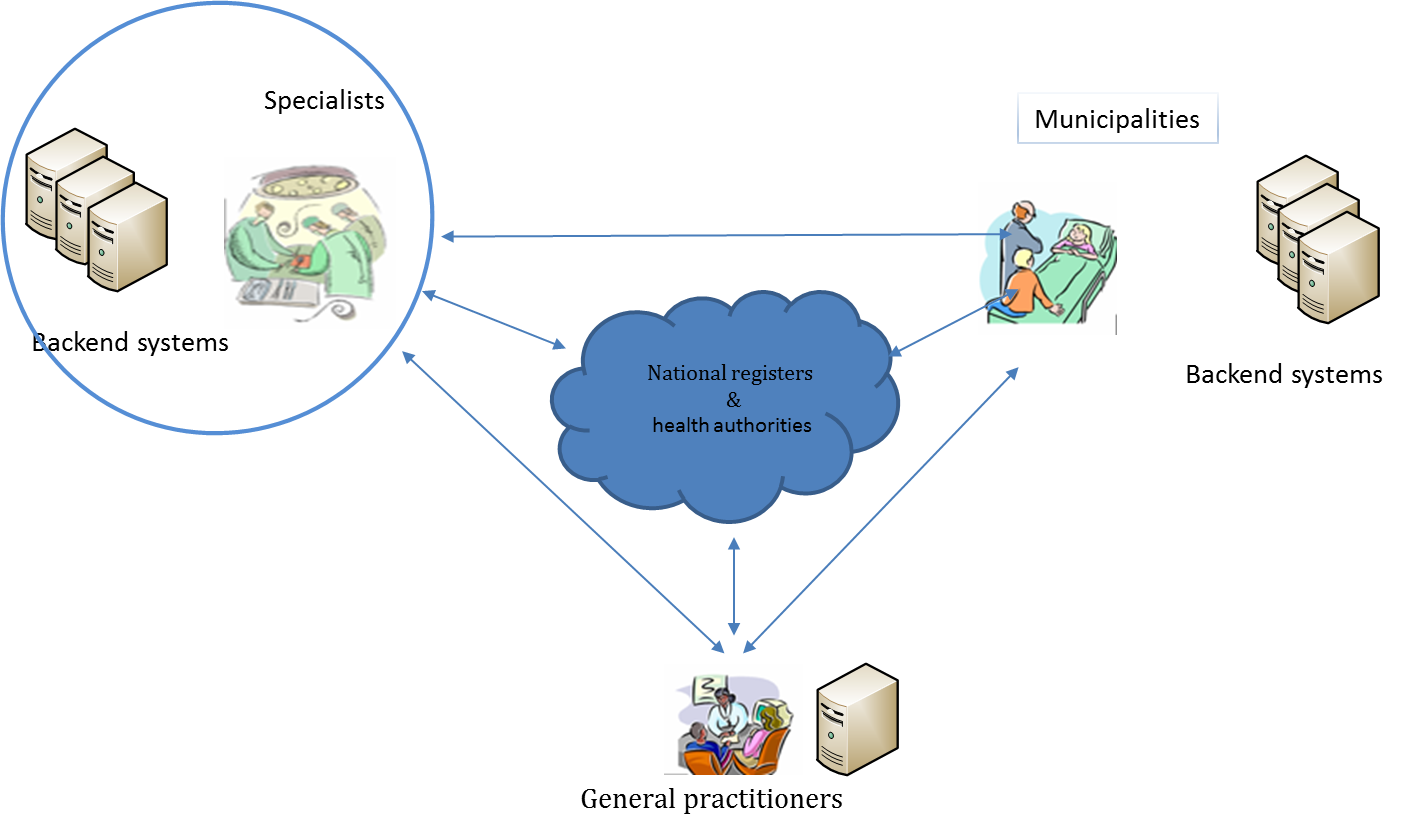 Specialists
Municipalities
Backend systems
National registers
&
health authorities
Backend systems
General practitioners